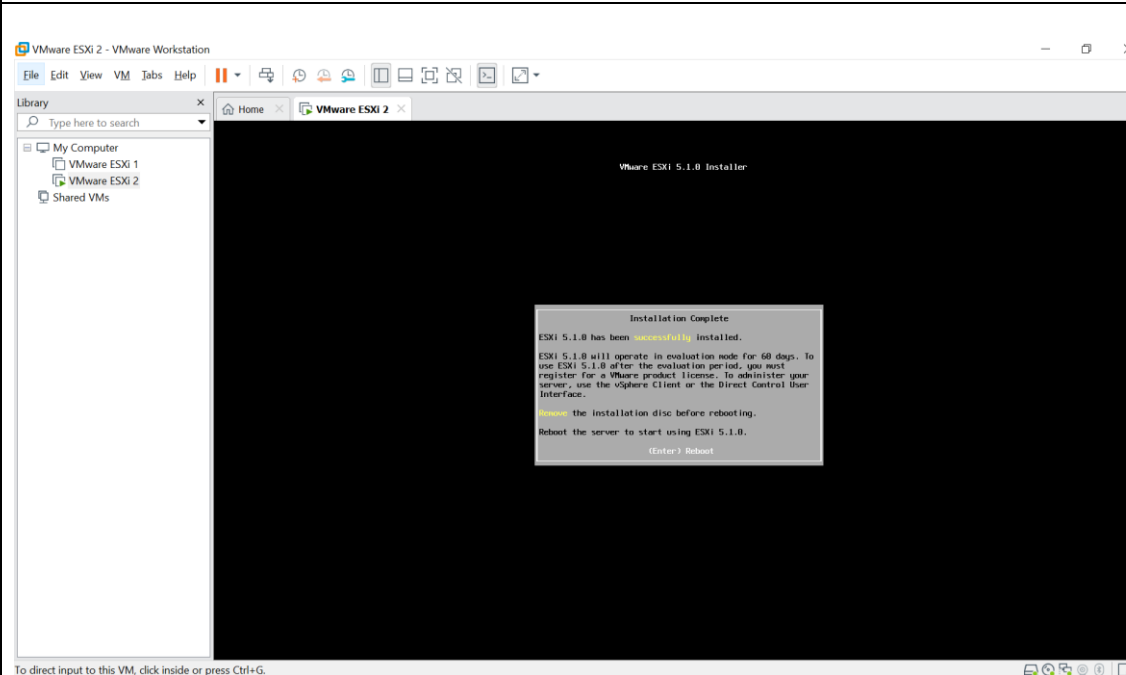 VMware ESXi 2 - VMware Workstation
File Edit View VM Tabs Help
Library
Type here to search
My Computer
VMware ESXi 1
VMware ESXi 2
Shared VMs
Home
VMware ESXi 2
VMware ESXi 5.1.0 Installer
Installation Complete
ESXi 5.1.0 has been successfully installed.
ESXi 5.1.0 will operate in evaluation mode for 60 days. To
use ESXi 5.1.0 after the evaluation period, you must
register for a VMware product license. To administer your
server, use the vSphere Client or the Direct Control User
Interface.
Remove the installation disc before rebooting.
Reboot the server to start using ESXi 5.1.0.
(Enter) Reboot
To direct input to this VM, click inside or press Ctrl+G.